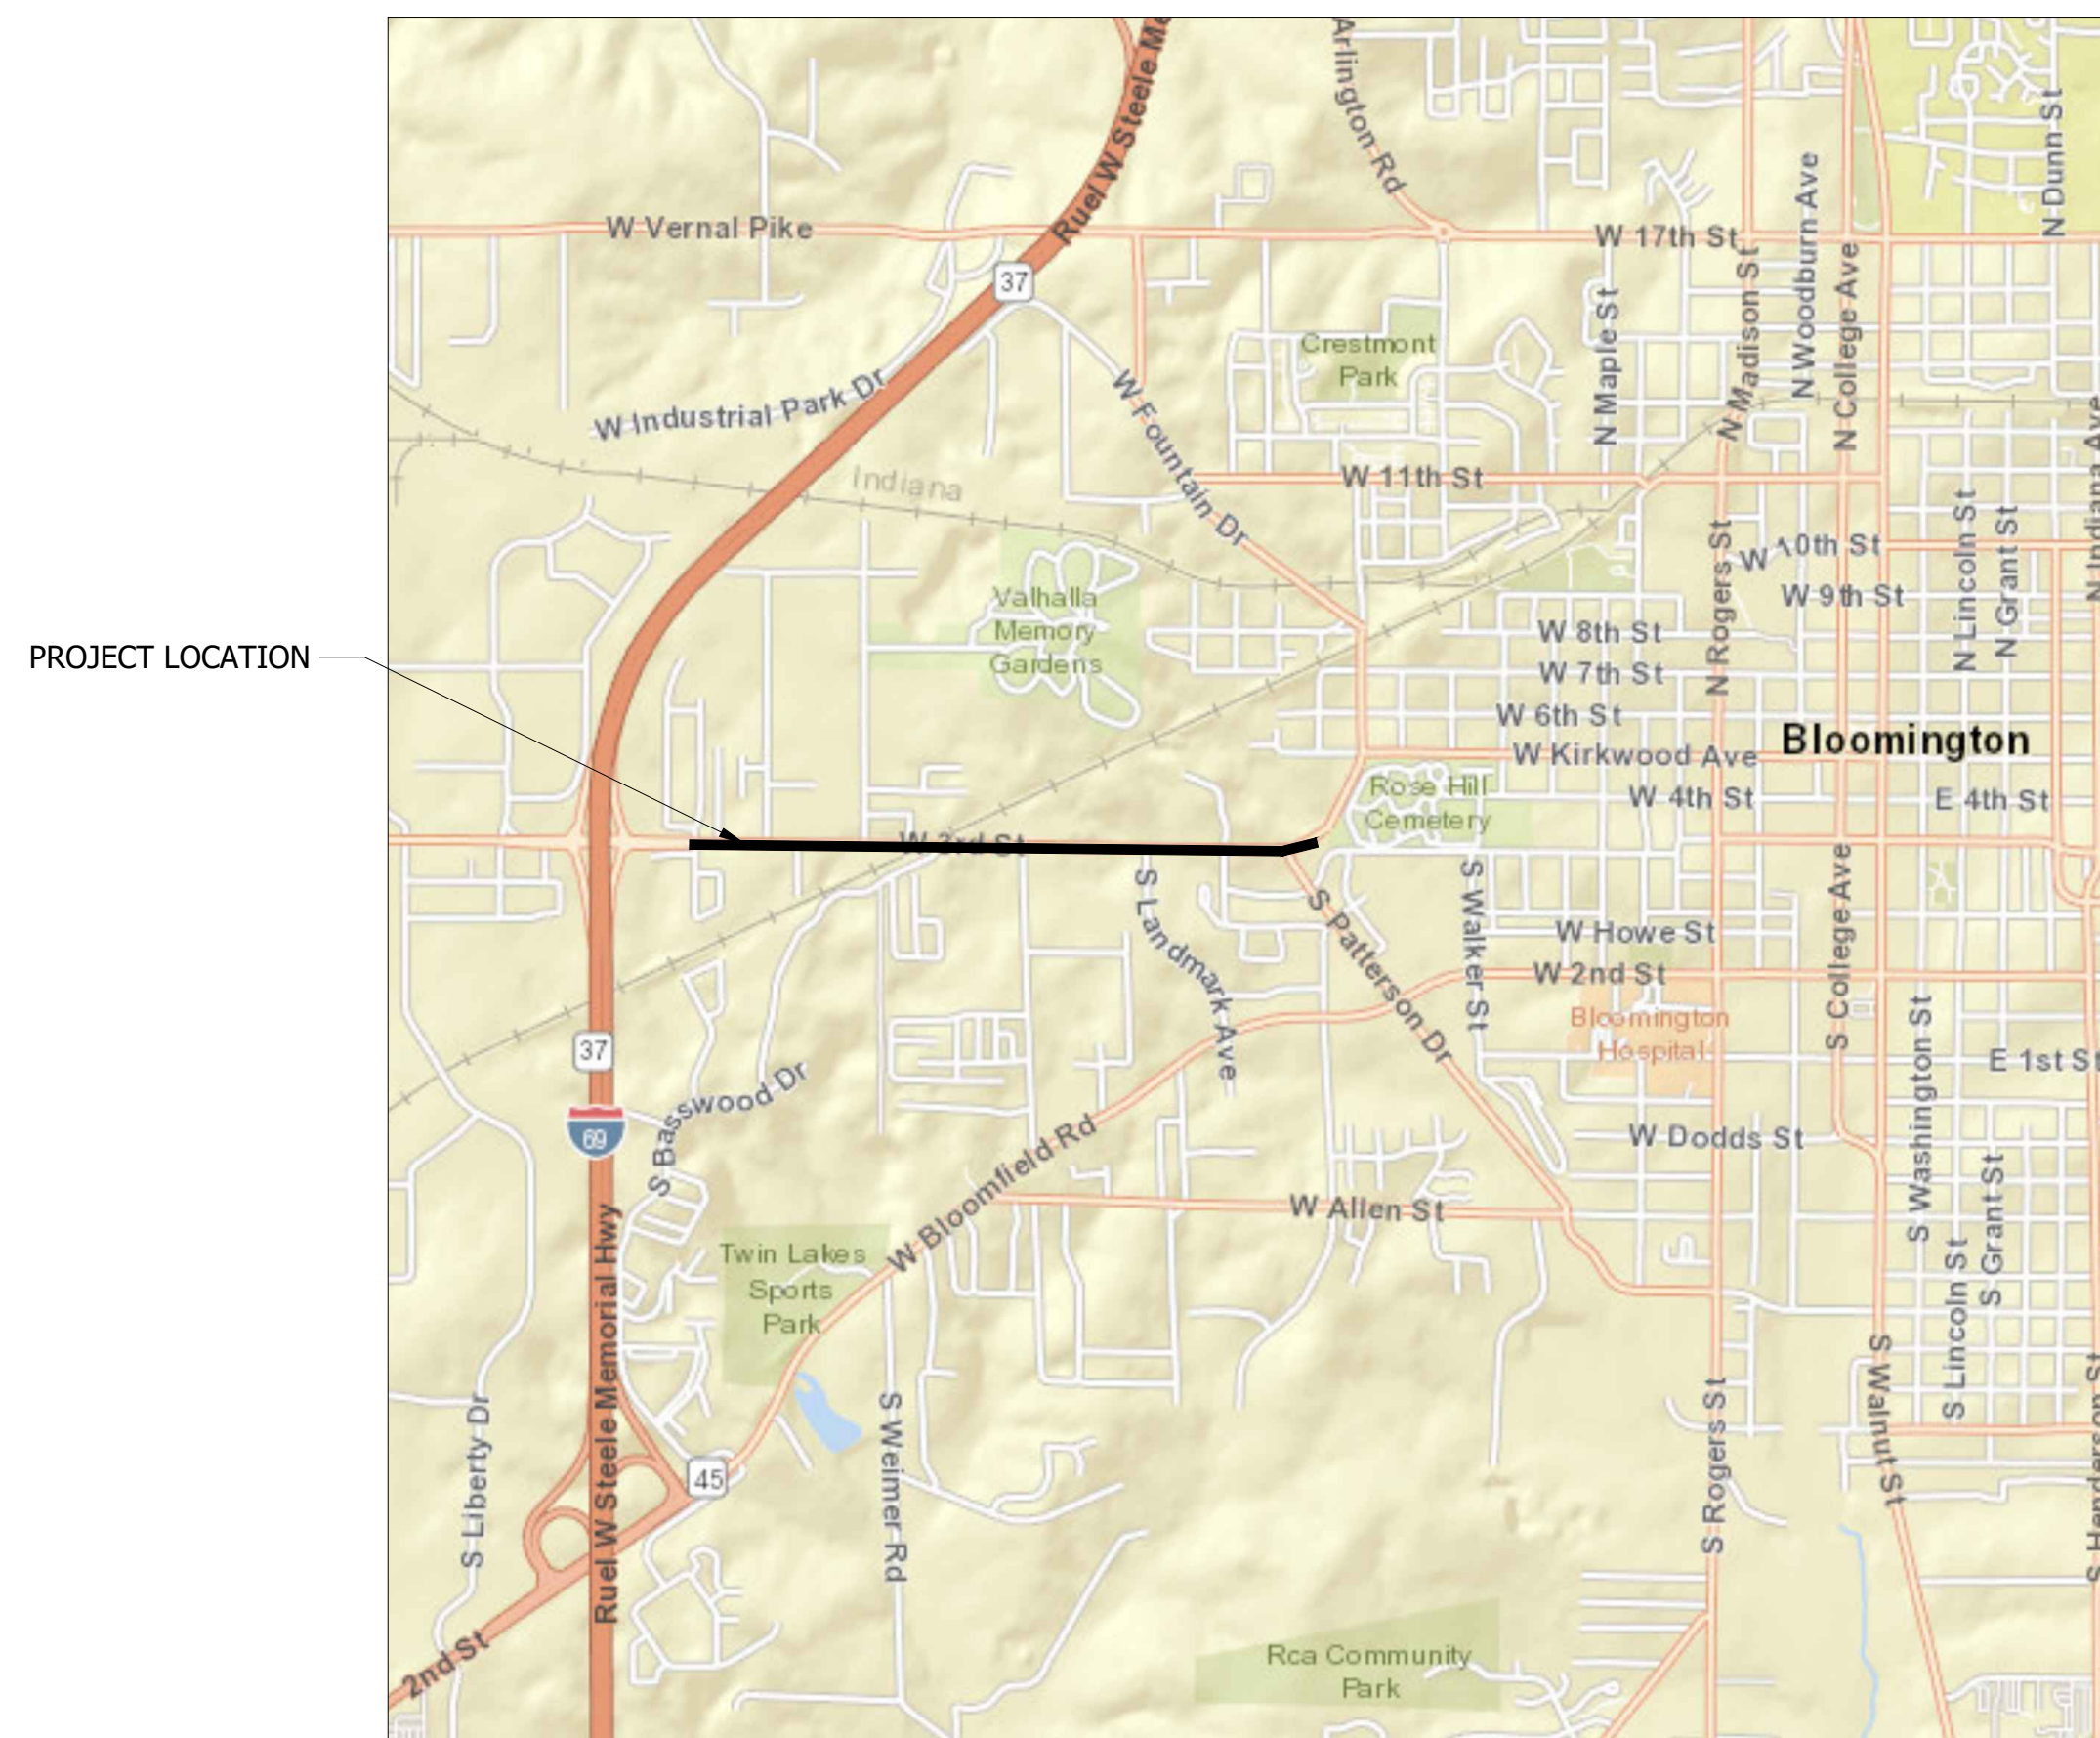 PROJECT LOCATION
Ruel W Steele Me
Arlington Rd
N Dunn St
W Vernal Pike
W 17th St
37
N Madison St
N Woodburn Ave
N College Ave
N Maple St
Crestmont
Park
W Industrial Park Dr
W Fountain Dr
W 11th St
Indiana
N Indiana Ave
N Rogers St
W 10th St
W 9th St
N Lincoln St
N Grant St
Valhalla
Memory
Gardens
W 8th St
W 7th St
W 6th St
Bloomington
W Kirkwood Ave
Rose Hill
Cemetery
W 4th St
E 4th St
W 3rd St
S Landmark Ave
S Patterson Dr
S Walker St
W Howe St
W 2nd St
S College Ave
Bloomington
Hospital
37
E 1st St
S Washington St
69
S Basswood Dr
W Bloomfield Rd
W Dodds St
W Allen St
S Grant St
S Lincoln St
Twin Lakes
Sports
Park
Ruel W Steele Memorial Hwy
S Liberty Dr
45
S Weimer Rd
S Rogers St
S Walnut St
S Henderson St
2nd St
Rca Community
Park